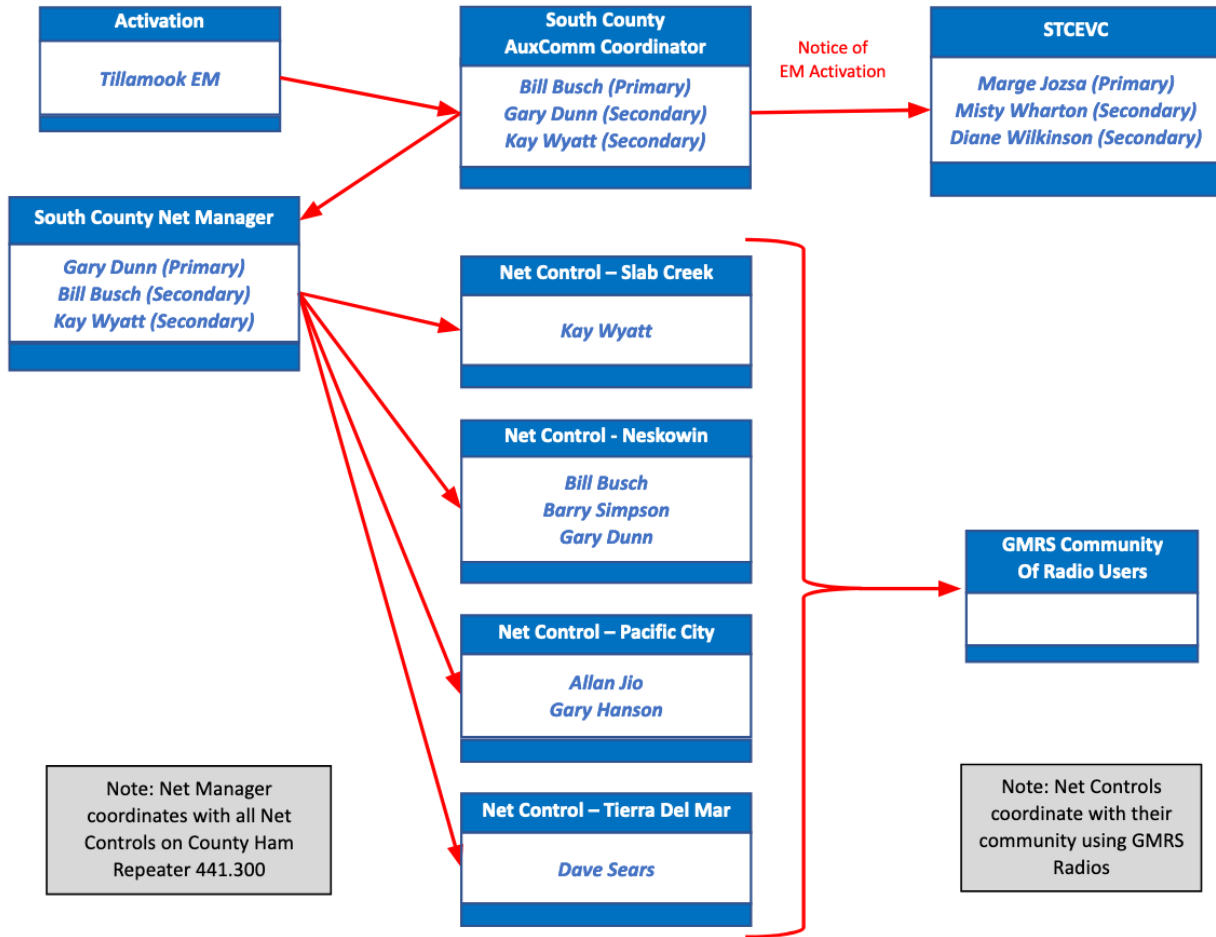 Activation
Tillamook EM
South County
AuxComm Coordinator
Bill Busch (Primary)
Gary Dunn (Secondary)
Kay Wyatt (Secondary)
Notice of
EM Activation
STCEVC
Marge Jozsa (Primary)
Misty Wharton (Secondary)
Diane Wilkinson (Secondary)
South County Net Manager
Gary Dunn (Primary)
Bill Busch (Secondary)
Kay Wyatt (Secondary)
Net Control – Slab Creek
Kay Wyatt
Net Control - Neskowin
Bill Busch
Barry Simpson
Gary Dunn
Net Control – Pacific City
Allan Jio
Gary Hanson
Net Control – Tierra Del Mar
Dave Sears
GMRS Community
Of Radio Users
Note: Net Manager
coordinates with all Net
Controls on County Ham
Repeater 441.300
Note: Net Controls
coordinate with their
community using GMRS
Radios